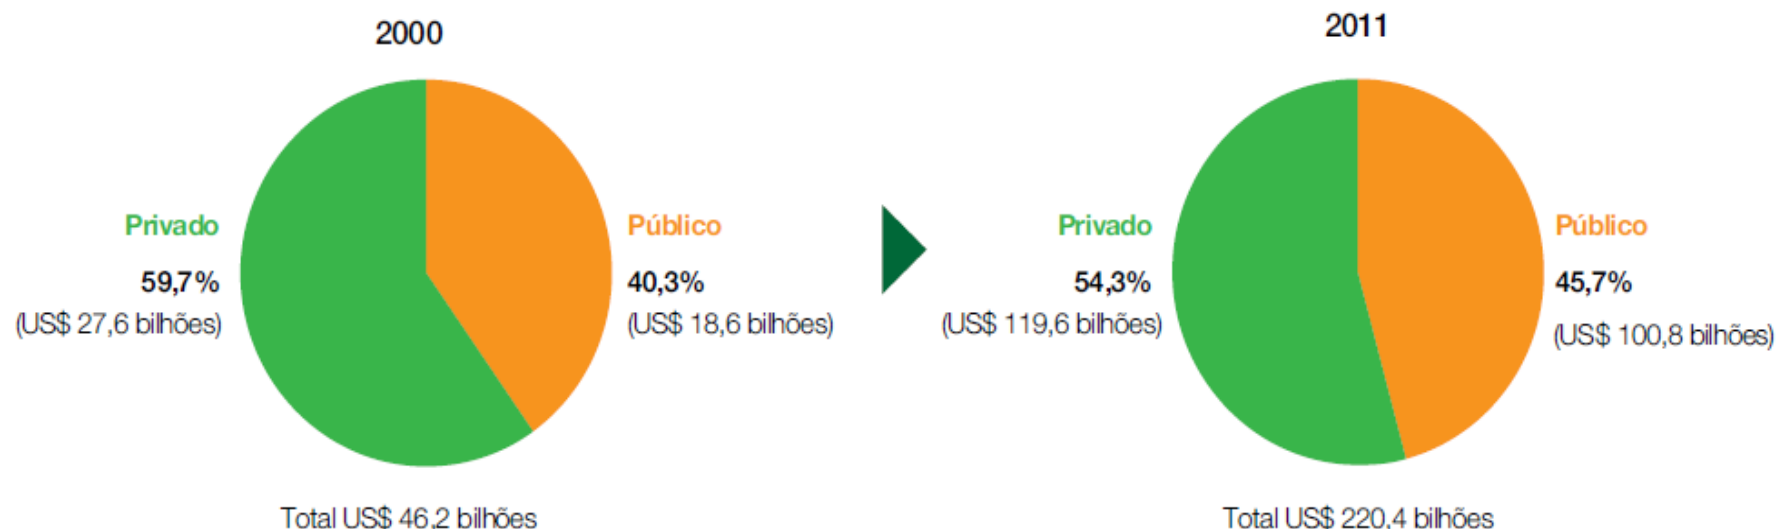 2000
Privado
59,7%
(US$ 27,6 bilhões)
Público
40,3%
(US$ 18,6 bilhões)
Total US$ 46,2 bilhões
2011
Privado
54,3%
(US$ 119,6 bilhões)
Público
45,7%
(US$ 100,8 bilhões)
Total US$ 220,4 bilhões